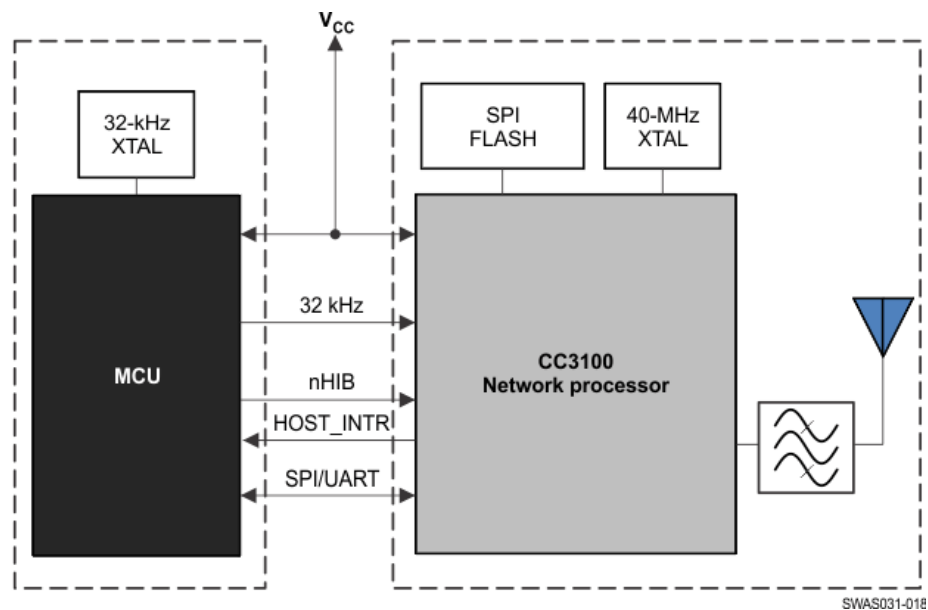 VCC
32-kHz
XTAL
SPI
FLASH
40-MHz
XTAL
32 kHz
MCU
CC3100
Network processor
nHIB
HOST_INTR
SPI/UART
SWAS031-018